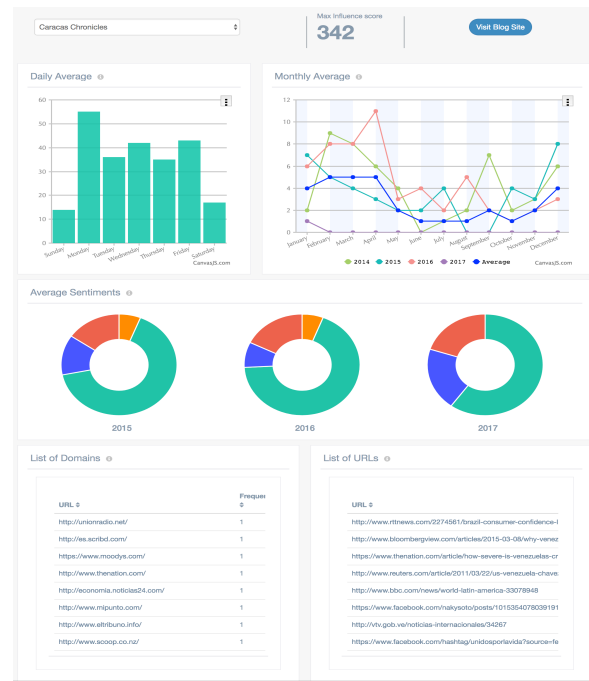 Caracas Chronicles
Max Influence score
342
Visit Blog Site
Daily Average
Monthly Average
60
50
40
30
20
10
0
Sunday
Monday
Tuesday
Wednesday
Thursday
Friday
Saturday
CanvasJS.com
12
10
8
6
4
2
0
January
February
March
April
May
June
July
August
September
October
November
December
2014 2015 2016 2017 Average
CanvasJS.com
Average Sentiments
2015
2016
2017
List of Domains
URL Frequer
http://unionradio.net/ 1
http://es.scribd.com/ 1
https://www.moodys.com/ 1
http://www.thenation.com/ 1
http://economia.noticias24.com/ 1
http://www.mipunto.com/ 1
http://www.eltribuno.info/ 1
http://www.scoop.co.nz/ 1
List of URLs
URL
http://www.rttnews.com/2274561/brazil-consumer-confidence-l
http://www.bloombergview.com/articles/2015-03-08/why-venez
https://www.thenation.com/article/how-severe-is-venezuelas-cr
http://www.reuters.com/article/2011/03/22/us-venezuela-chave
http://www.bbc.com/news/world-latin-america-33078948
https://www.facebook.com/nakysoto/posts/1015354078039191
http://vtv.gob.ve/noticias-internacionales/34267
https://www.facebook.com/hashtag/unidosporlavida?source=fe